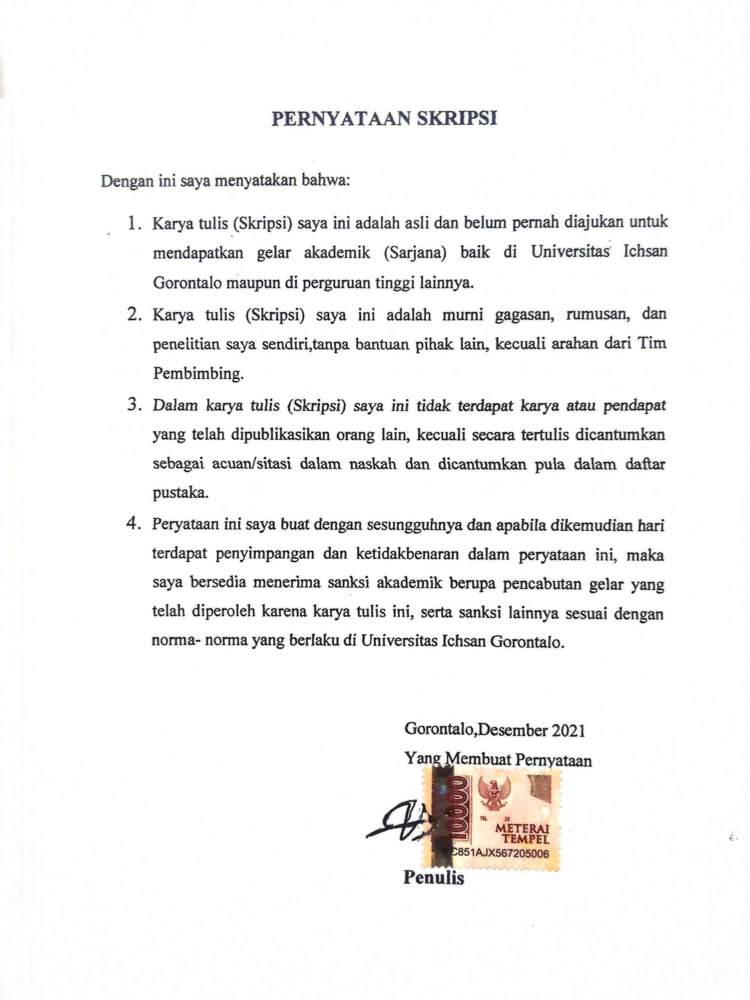 PERNYATAAN SKRIPSI
Dengan ini saya menyatakan bahwa:
1. Karya tulis (Skripsi) saya ini adalah asli dan belum pernah diajukan untuk
mendapatkan gelar akademik (Sarjana) baik di Universitas Ichsan
Gorontalo maupun di perguruan tinggi lainnya.
2. Karya tulis (Skripsi) saya ini adalah murni gagasan, rumusan, dan
penelitian saya sendiri,tanpa bantuan pihak lain, kecuali arahan dari Tim
Pembimbing.
3. Dalam karya tulis (Skripsi) saya ini tidak terdapat karya atau pendapat
yang telah dipublikasikan orang lain, kecuali secara tertulis dicantumkan
sebagai acuan/sitasi dalam naskah dan dicantumkan pula dalam daftar
pustaka.
4. Peryataan ini saya buat dengan sesungguhnya dan apabila dikemudian hari
terdapat penyimpangan dan ketidakbenaran dalam peryataan ini, maka
saya bersedia menerima sanksi akademik berupa pencabutan gelar yang
telah diperoleh karena karya tulis ini, serta sanksi lainnya sesuai dengan
norma- norma yang berlaku di Universitas Ichsan Gorontalo.
Gorontalo,Desember 2021
Yang Membuat Pernyataan
10000
TGL 20
METERAI
TEMPEL
EC851AJX567205006
Penulis